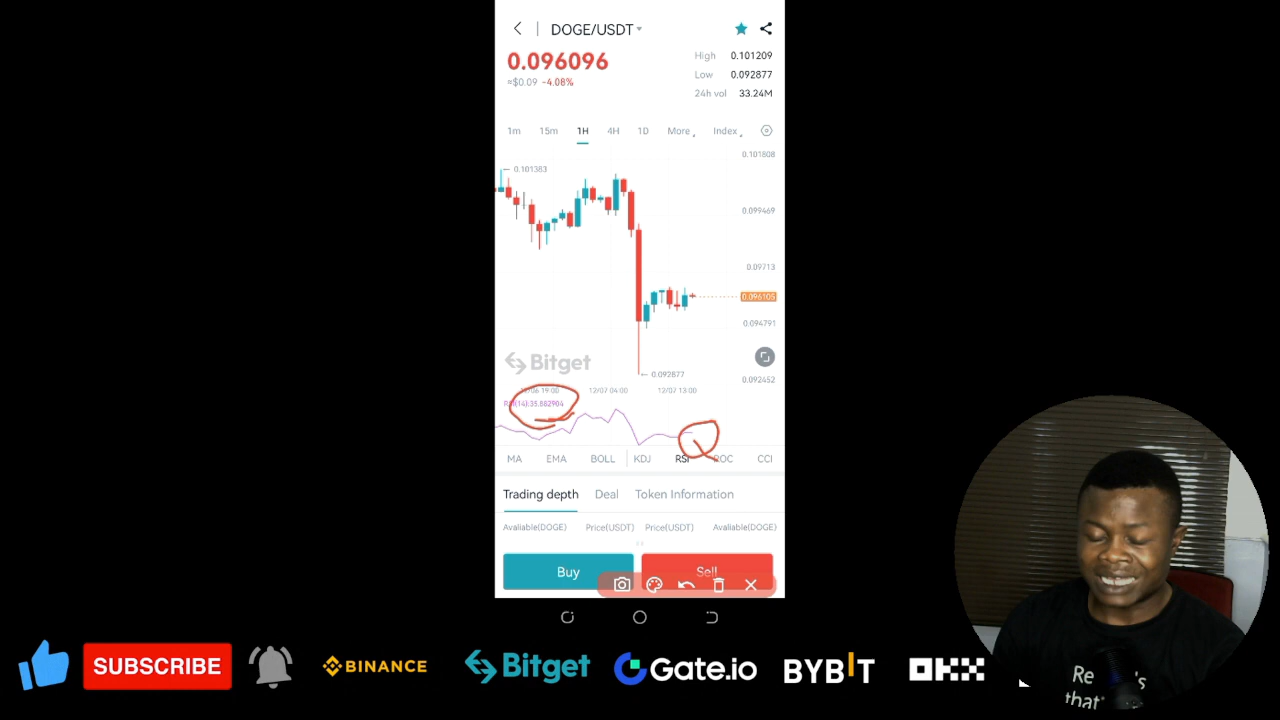 DOGE/USDT
0.096096
≈$0.09 -4.08%
High 0.101209
Low 0.092877
24h vol 33.24M
1m 15m 1H 4H 1D More Index
0.101808
0.101383
0.099469
0.09713
0.096105
0.094791
Bitget
0.092877
0.092452
12/07 04:00 12/07 13:00
MA EMA BOLL KDJ RSI ROC CCI
Trading depth Deal Token Information
Available(DOGE) Price(USDT) Price(USDT) Available(DOGE)
Buy Sell
SUBSCRIBE BINANCE Bitget Gate.io BYBIT OKX